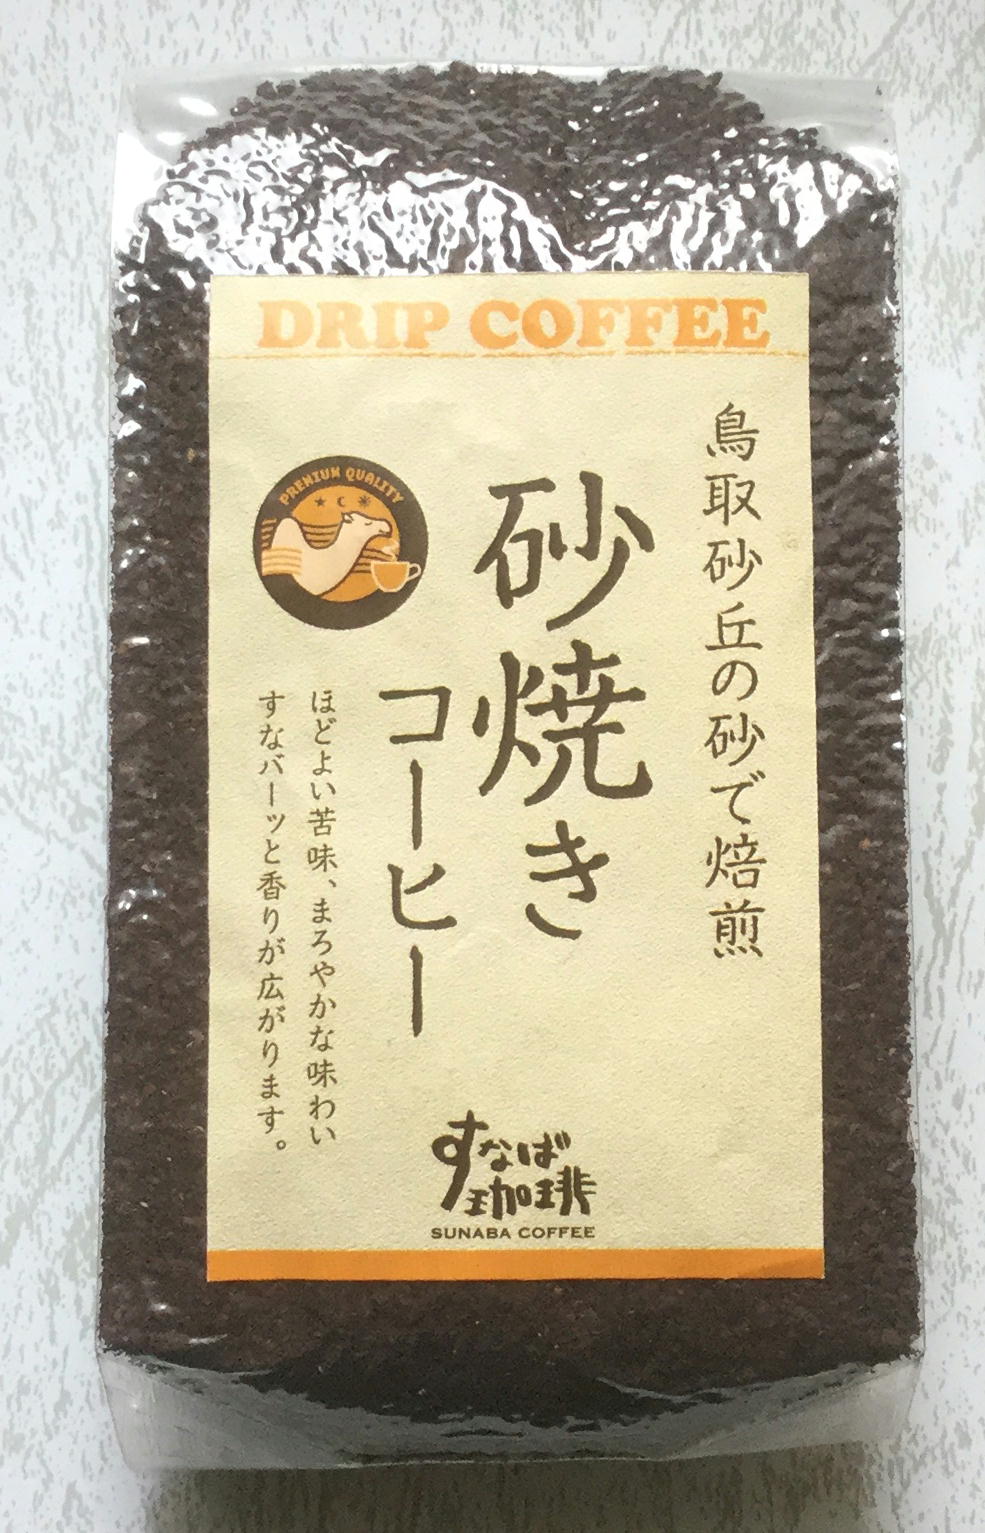 DRIP COFFEE
鳥取砂丘の砂で焙煎
砂焼き
コーヒー
PREMIUM QUALITY
ほどよい苦味、まろやかな味わい
すなバーッと香りが広がります。
すなば
珈琲
SUNABA COFFEE